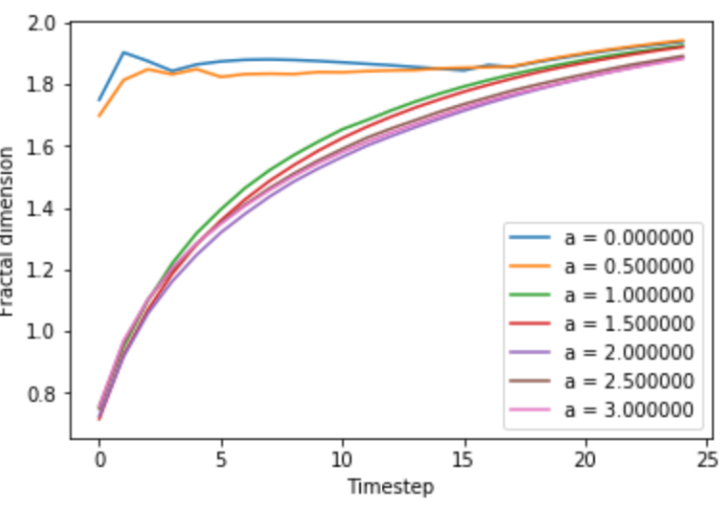 2.0
1.8
1.6
1.4
1.2
1.0
0.8
Fractal dimension
a = 0.000000
a = 0.500000
a = 1.000000
a = 1.500000
a = 2.000000
a = 2.500000
a = 3.000000
0 5 10 15 20 25
Timestep